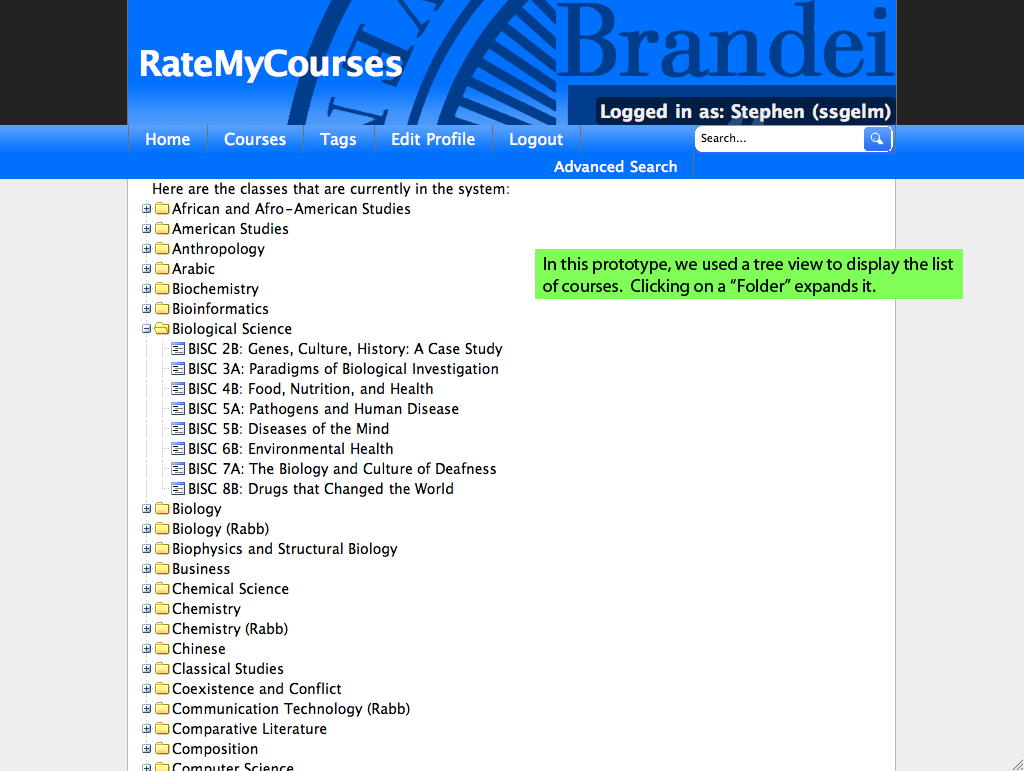 RateMyCourses
Brandei
Logged in as: Stephen (ssgelm)
Home Courses Tags Edit Profile Logout Search...
Advanced Search
Here are the classes that are currently in the system:
African and Afro-American Studies
American Studies
Anthropology
Arabic
Biochemistry
Bioinformatics
Biological Science
BISC 2B: Genes, Culture, History: A Case Study
BISC 3A: Paradigms of Biological Investigation
BISC 4B: Food, Nutrition, and Health
BISC 5A: Pathogens and Human Disease
BISC 5B: Diseases of the Mind
BISC 6B: Environmental Health
BISC 7A: The Biology and Culture of Deafness
BISC 8B: Drugs that Changed the World
Biology
Biology (Rabb)
Biophysics and Structural Biology
Business
Chemical Science
Chemistry
Chemistry (Rabb)
Chinese
Classical Studies
Coexistence and Conflict
Communication Technology (Rabb)
Comparative Literature
Composition
Computer Science
In this prototype, we used a tree view to display the list
of courses. Clicking on a “Folder” expands it.